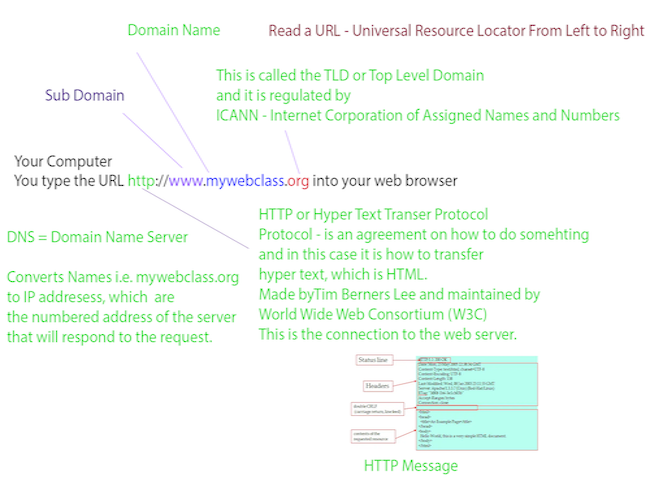 Domain Name
Read a URL - Universal Resource Locator From Left to Right
This is called the TLD or Top Level Domain
and it is regulated by
ICANN - Internet Corporation of Assigned Names and Numbers
Sub Domain
Your Computer
You type the URL http://www.mywebclass.org into your web browser
HTTP or Hyper Text Transer Protocol
Protocol - is an agreement on how to do somehting
and in this case it is how to transfer
hyper text, which is HTML.
Made byTim Berners Lee and maintained by
World Wide Web Consortium (W3C)
This is the connection to the web server.
DNS = Domain Name Server
Converts Names i.e. mywebclass.org
to IP addresess, which are
the numbered address of the server
that will respond to the request.
Status line
Headers
contents of the
requested resource
HTTP Message